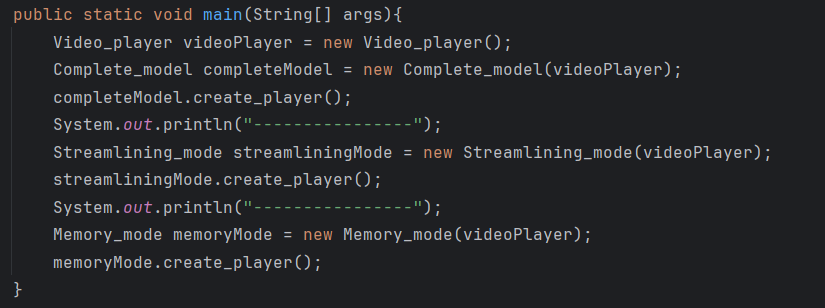 public static void main(String[] args){
Video_player videoPlayer = new Video_player();
Complete_model completeModel = new Complete_model(videoPlayer);
completeModel.create_player();
System.out.println("----------------");
Streamlining_mode streamliningMode = new Streamlining_mode(videoPlayer);
streamliningMode.create_player();
System.out.println("----------------");
Memory_mode memoryMode = new Memory_mode(videoPlayer);
memoryMode.create_player();
}